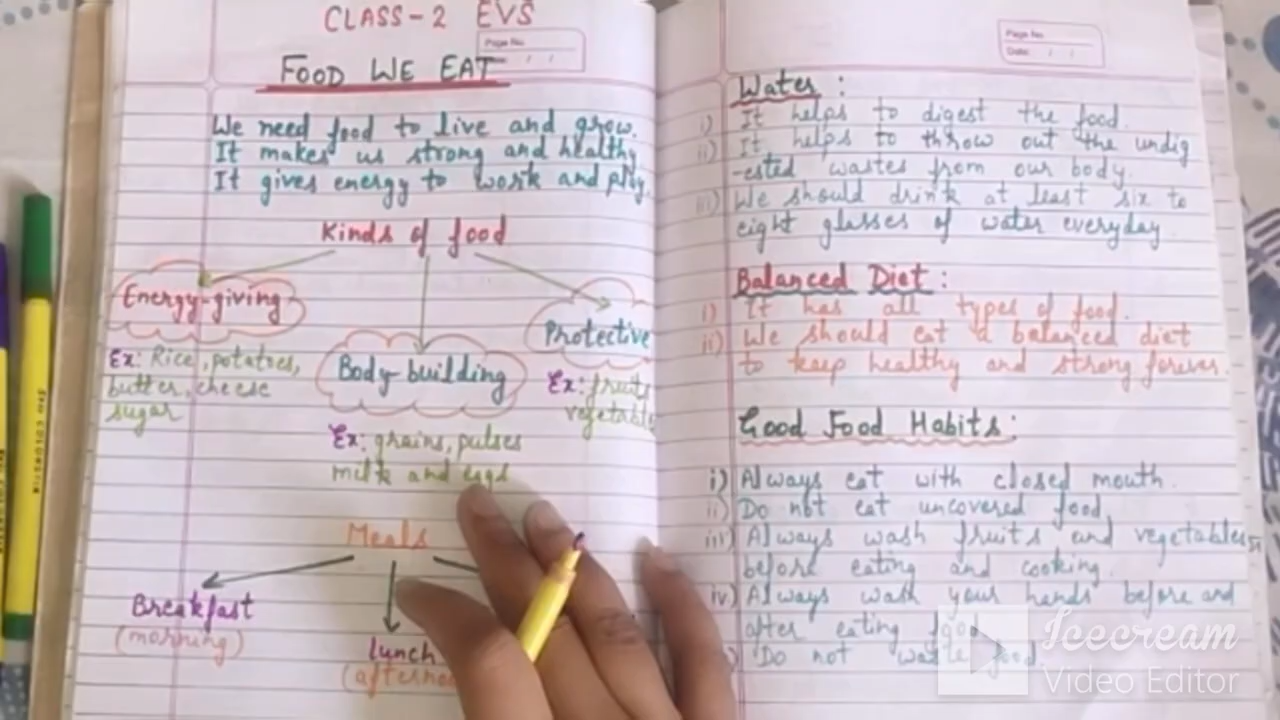 CLASS-2 EVS
Page No.
FOOD WE EAT
We need food to live and grow.
It makes us strong and healthy
It gives energy to work and play.
Kinds of food
Energy-giving
Ex: Rice, potatoes,
butter, cheese
sugar
Body building
Ex: grains, pulses
milk and eggs
Protective
Ex: fruits
vegetable
Meals
Breakfast
(morning)
lunch
(afternoo
Page No.
Date: / /
Water:
i) It helps to digest the food.
ii) It helps to throw out the undig
-ested wastes from our body.
iii) We should drink at least six to
eight glasses of water everyday.
Balanced Diet:
i) It has all types of food.
ii) We should eat a balanced diet
to keep healthy and strong forever.
Good Food Habits:
i) Always eat with closed mouth.
ii) Do not eat uncovered food.
iii) Always wash fruits and vegetables
before eating and cooking.
iv) Always wash your hands before and
after eating food
) Do not waste food
Icecream
Video Editor